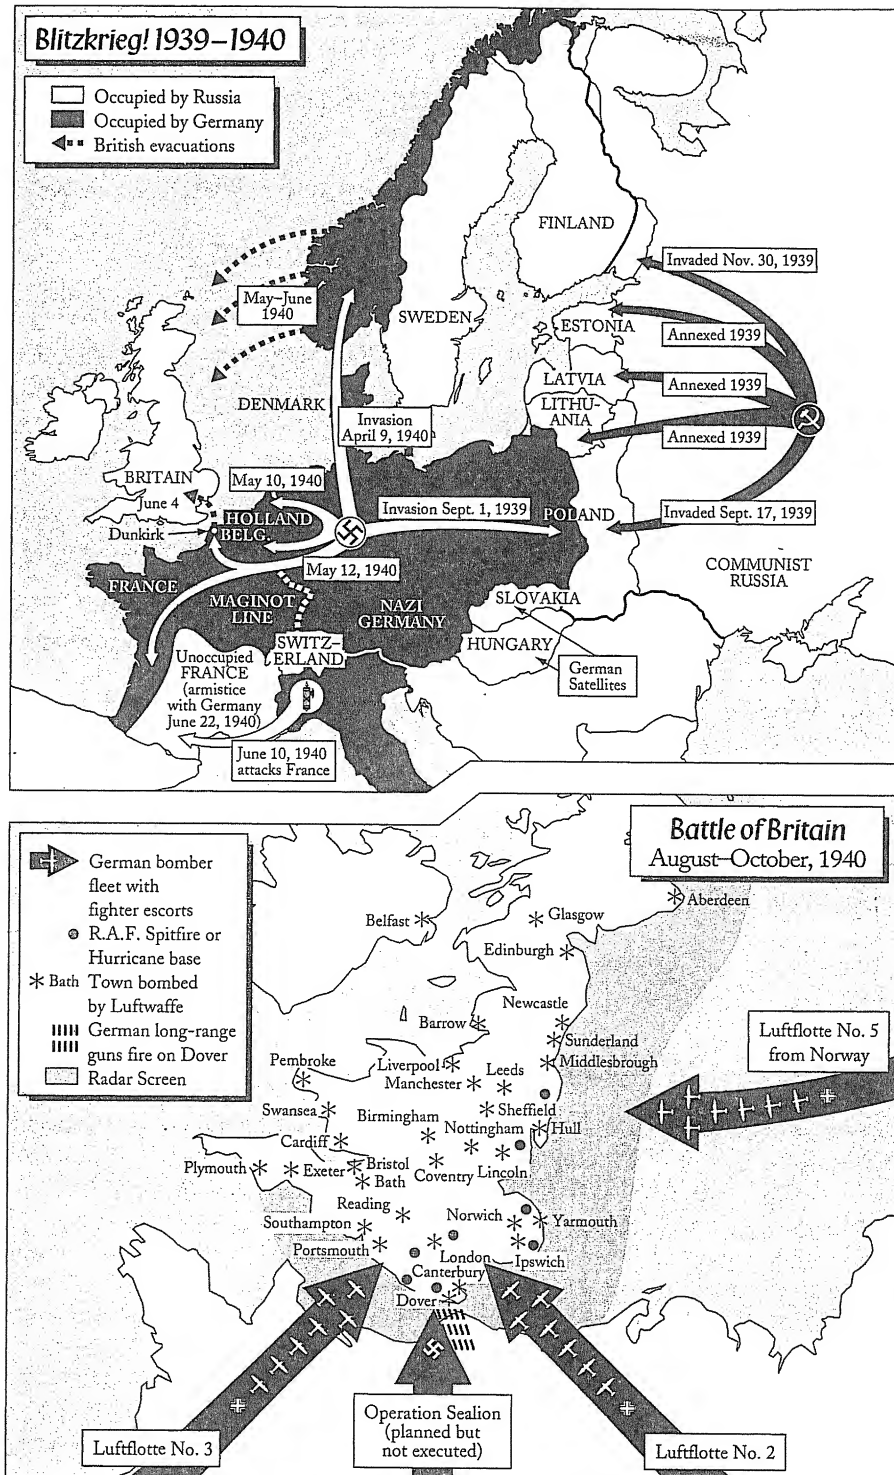 Blitzkrieg! 1939–1940
Occupied by Russia
Occupied by Germany
British evacuations
FINLAND
Invaded Nov. 30, 1939
May–June
1940
SWEDEN
ESTONIA
Annexed 1939
LATVIA
Annexed 1939
LITHU-
ANIA
DENMARK
Invasion
April 9, 1940
Annexed 1939
BRITAIN
May 10, 1940
June 4
Invasion Sept. 1, 1939
POLAND
Invaded Sept. 17, 1939
HOLLAND
Dunkirk
BELG.
May 12, 1940
COMMUNIST
RUSSIA
FRANCE
MAGINOT
LINE
NAZI
GERMANY
SLOVAKIA
SWITZ-
ERLAND
HUNGARY
Unoccupied
FRANCE
(armistice
with Germany
June 22, 1940)
German
Satellites
June 10, 1940
attacks France
Battle of Britain
August–October, 1940
German bomber
fleet with
fighter escorts
R.A.F. Spitfire or
Hurricane base
Bath Town bombed
by Luftwaffe
German long-range
guns fire on Dover
Radar Screen
Aberdeen
Belfast
Glasgow
Edinburgh
Newcastle
Barrow
Sunderland
Luftflotte No. 5
from Norway
Middlesbrough
Pembroke
Liverpool
Leeds
Manchester
Swansea
Birmingham
Sheffield
Nottingham
Hull
Cardiff
Plymouth
Exeter
Bristol
Bath
Coventry
Lincoln
Reading
Southampton
Norwich
Yarmouth
Portsmouth
London
Ipswich
Canterbury
Dover
Operation Sealion
(planned but
not executed)
Luftflotte No. 3
Luftflotte No. 2